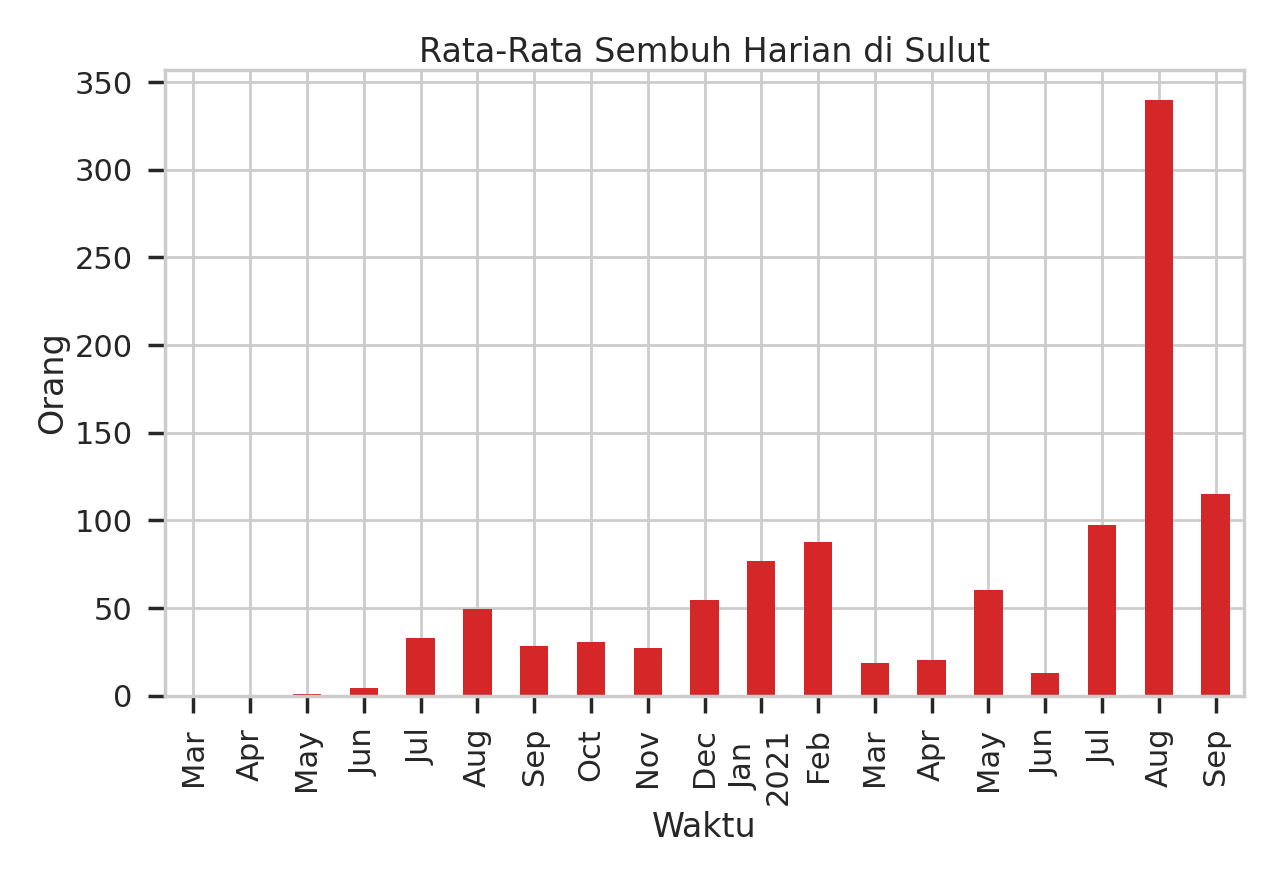 Rata-Rata Sembuh Harian di Sulut
350
300
250
200
150
100
50
0
Orang
Mar
Apr
May
Jun
Jul
Aug
Sep
Oct
Nov
Dec
Jan
2021
Feb
Mar
Apr
May
Jun
Jul
Aug
Sep
Waktu